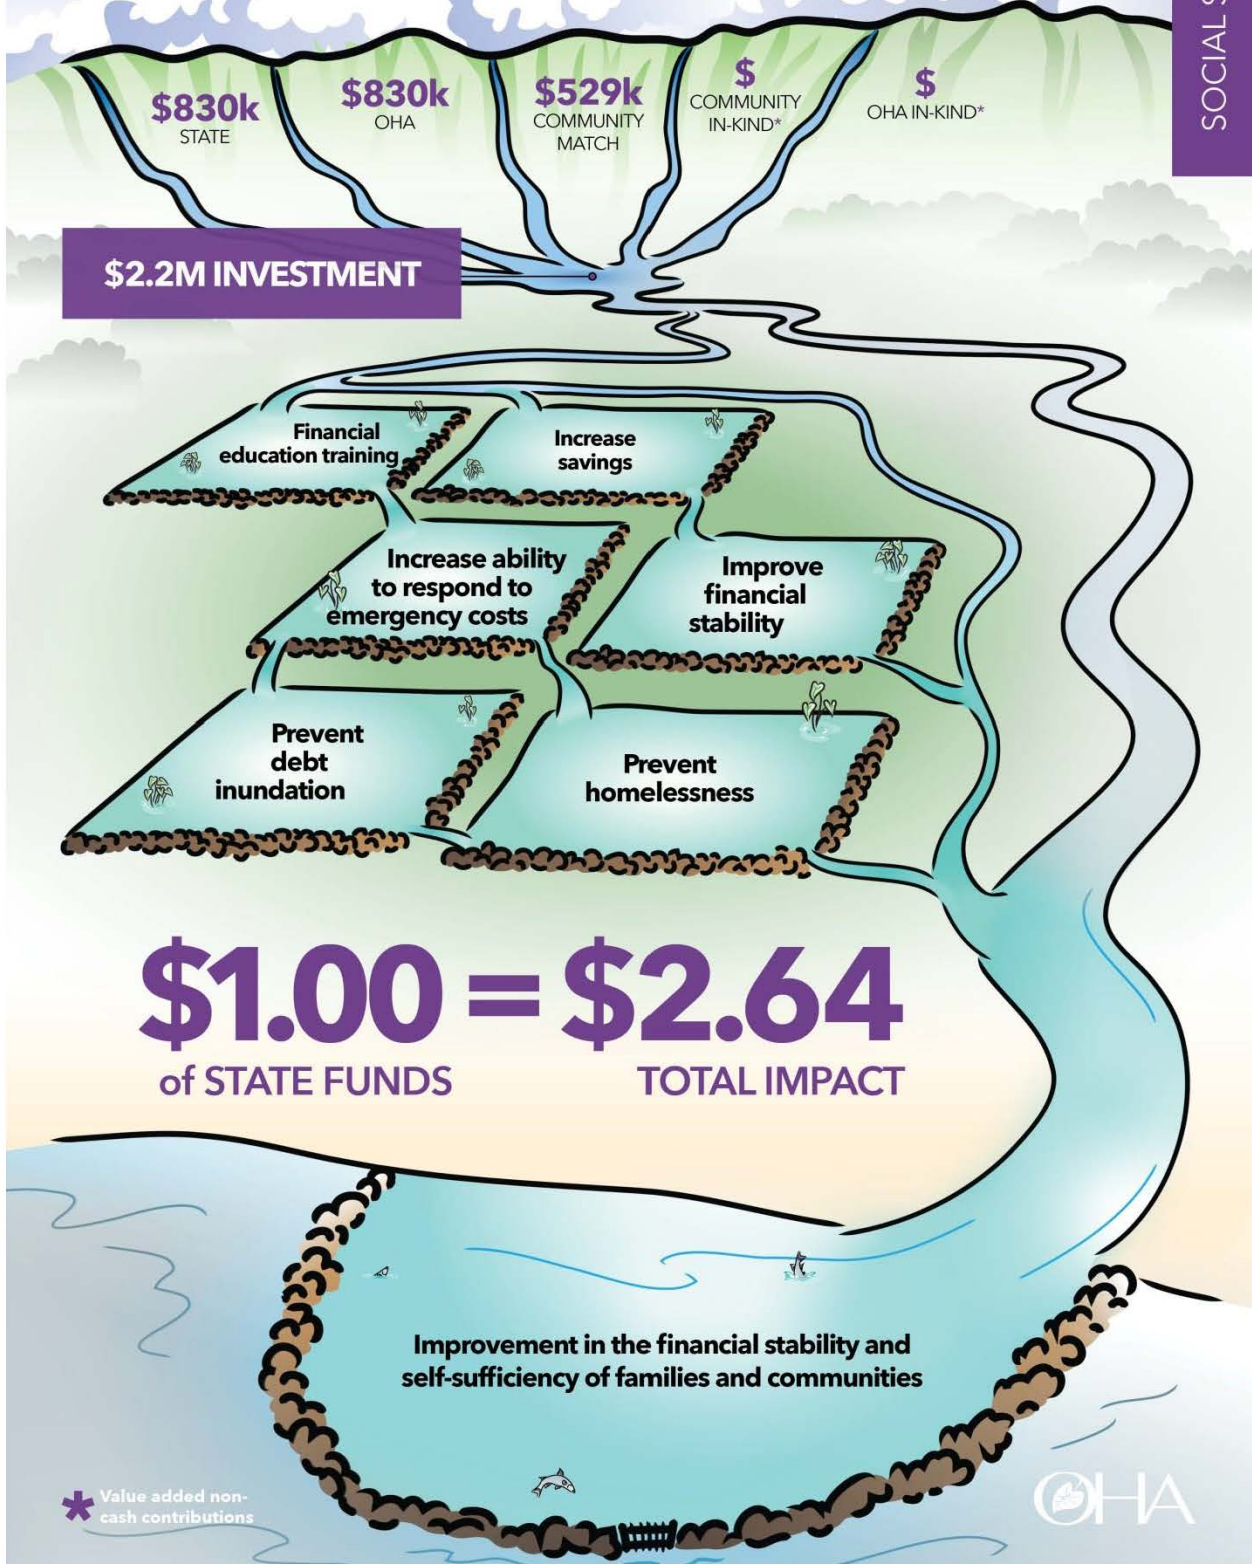 SOCIAL S
$830k
STATE
$830k
OHA
$529k
COMMUNITY
MATCH
$
COMMUNITY
IN-KIND*
$
OHA IN-KIND*
$2.2M INVESTMENT
Financial
education training
Increase
savings
Increase ability
to respond to
emergency costs
Improve
financial
stability
Prevent
debt
inundation
Prevent
homelessness
$1.00 = $2.64
of STATE FUNDS
TOTAL IMPACT
Improvement in the financial stability and
self-sufficiency of families and communities
* Value added non-
cash contributions
OHA